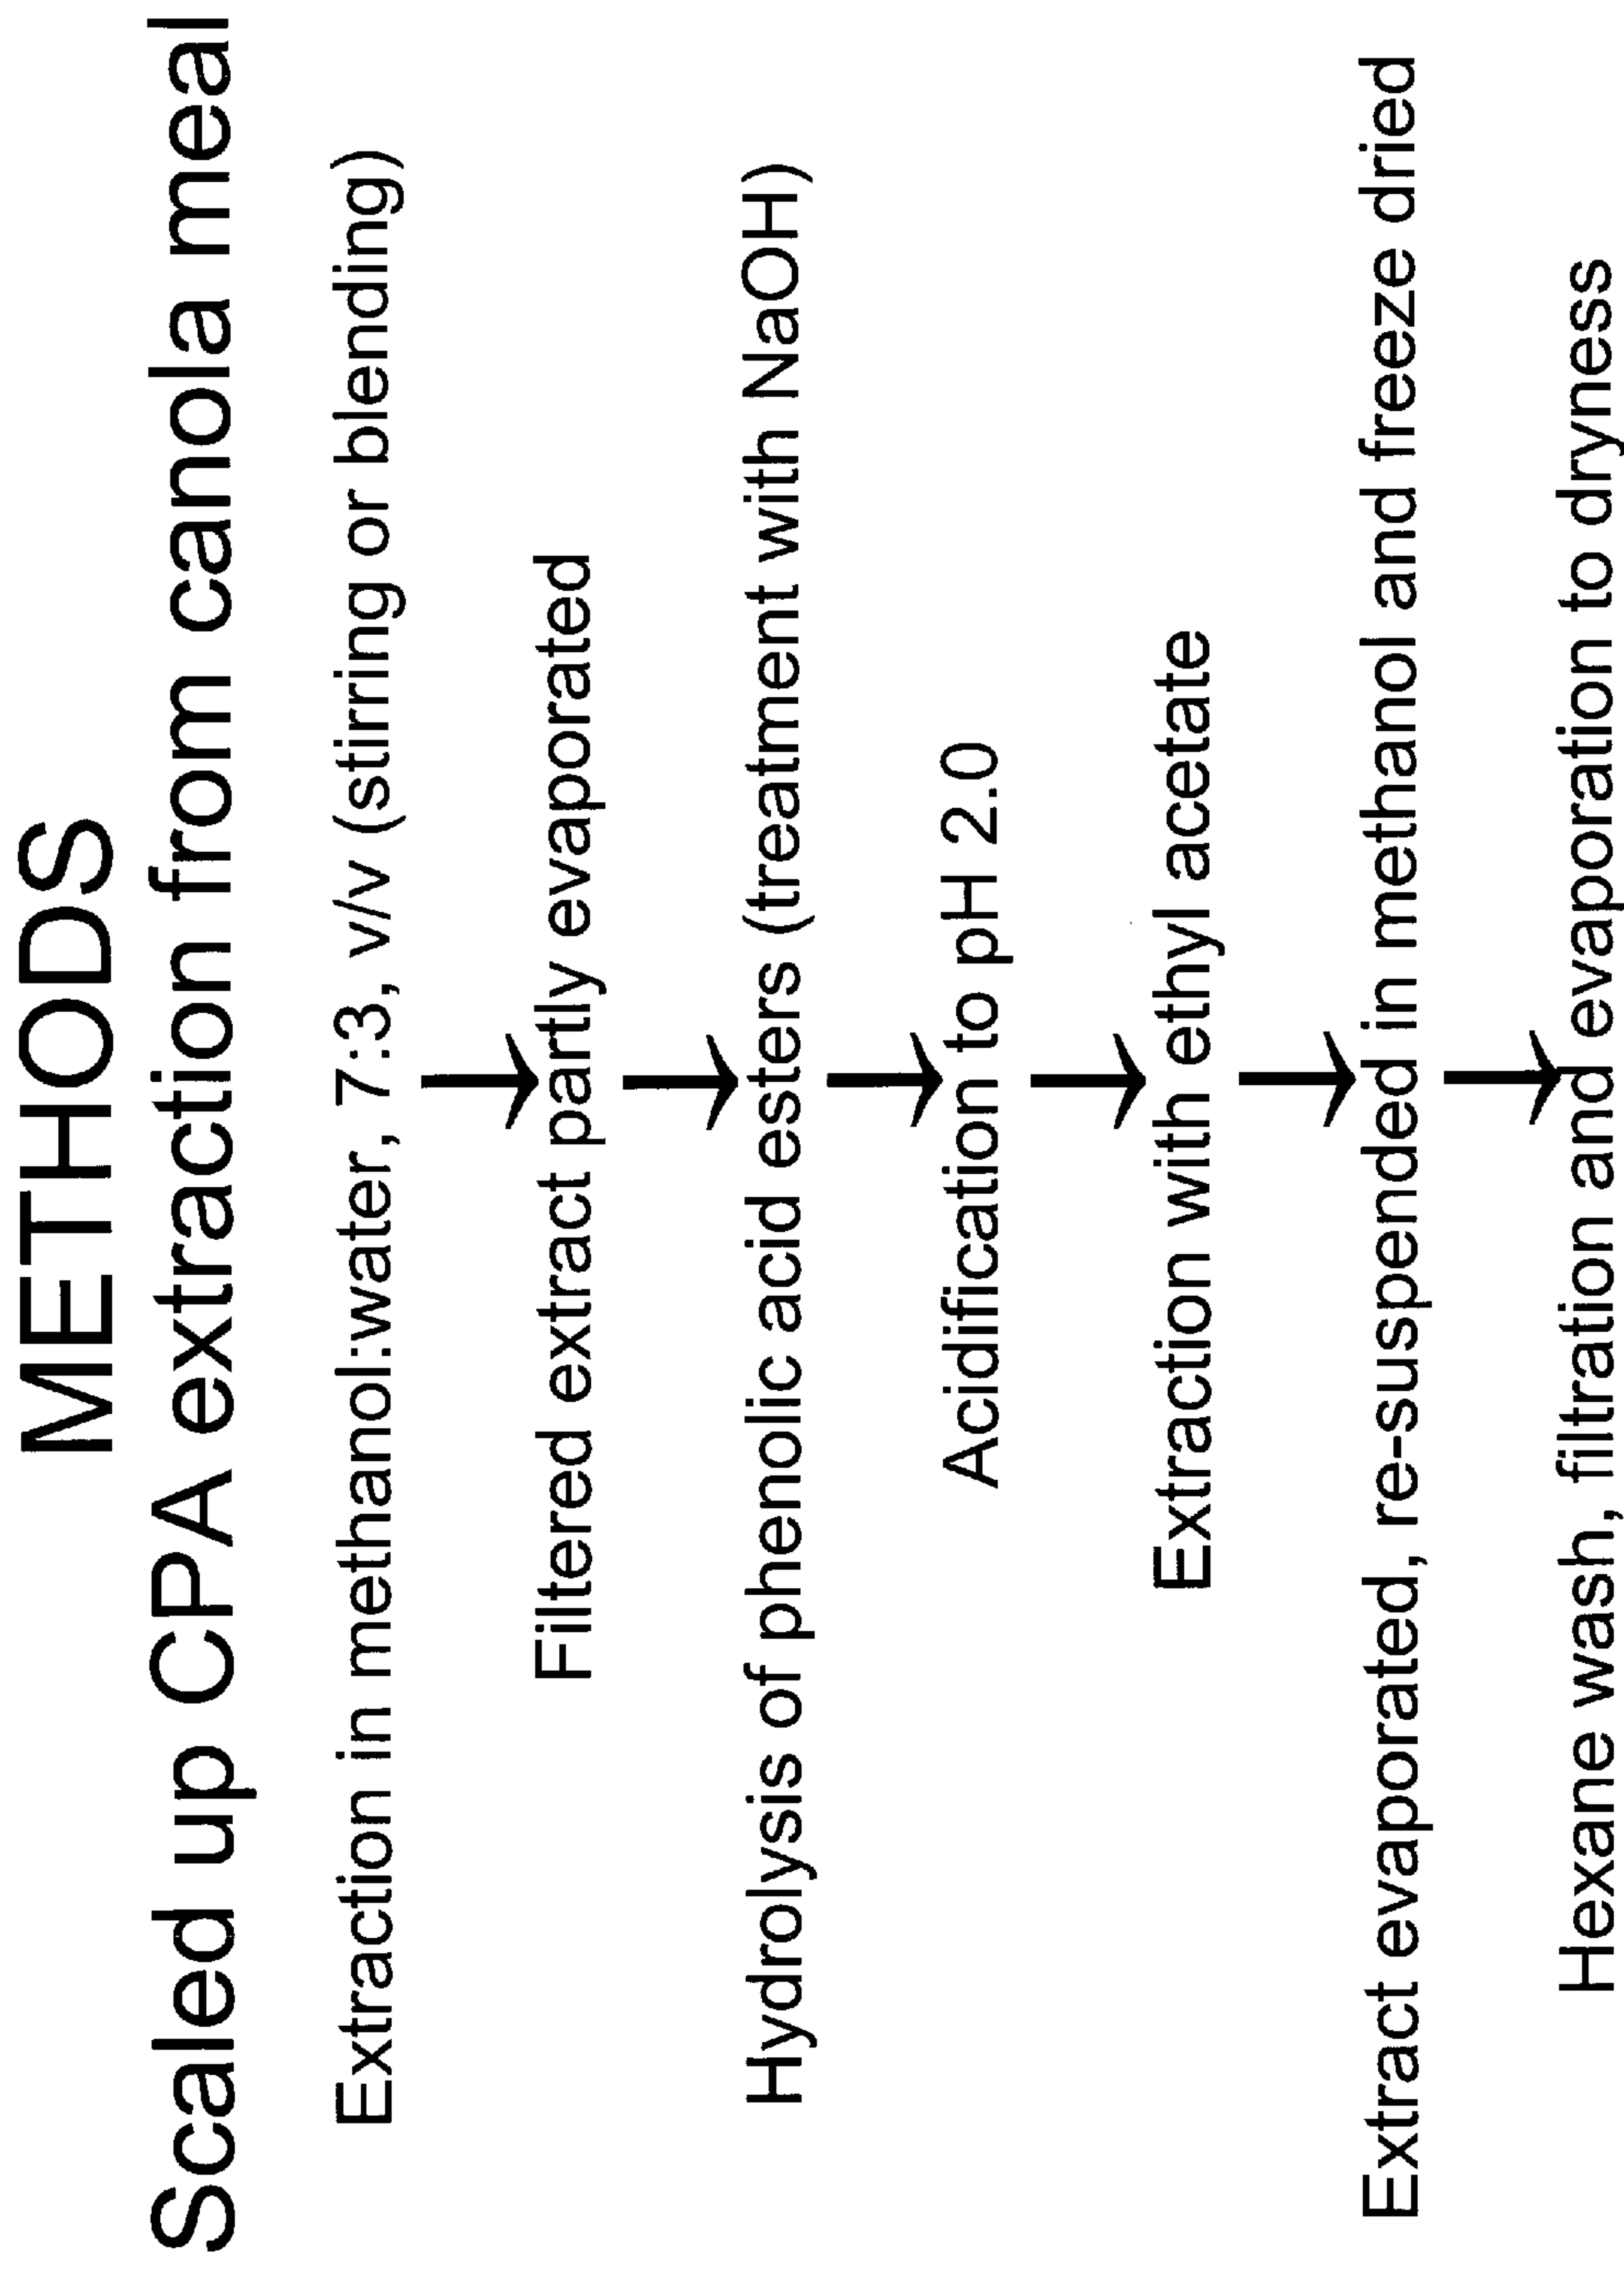 METHODS
Scaled up CPA extraction from canola meal
Extraction in methanol:water, 7:3, v/v (stirring or blending)
Filtered extract partly evaporated
Hydrolysis of phenolic acid esters (treatment with NaOH)
Acidification to pH 2.0
Extraction with ethyl acetate
Extract evaporated, re-suspended in methanol and freeze dried
Hexane wash, filtration and evaporation to dryness